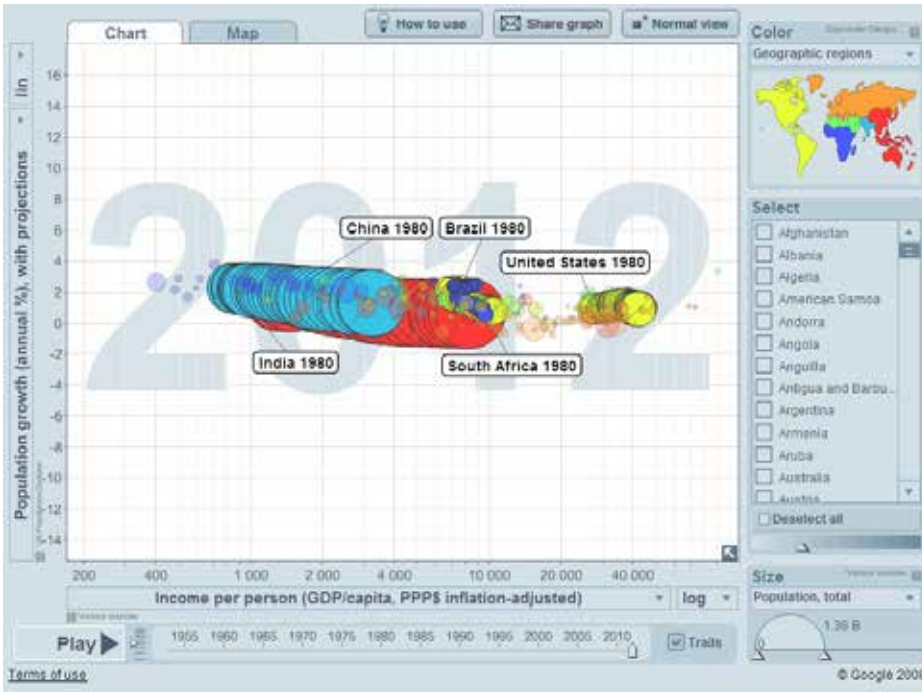 Chart
Map
How to use
Share graph
Normal view
Color
Geographic regions
lin
Population growth (annual %), with projections
16
14
12
10
8
6
4
2
0
-2
-4
-6
-8
-10
-12
-14
2012
China 1980
Brazil 1980
United States 1980
India 1980
South Africa 1980
200
400
1 000
2 000
4 000
10 000
20 000
40 000
Income per person (GDP/capita, PPP$ inflation-adjusted)
log
Select
Afghanistan
Albania
Algeria
American Samoa
Andorra
Angola
Anguilla
Antigua and Barbu...
Argentina
Armenia
Aruba
Australia
Austria
Deselect all
Size
Population, total
1.36 B
0
Play
1955 1960 1965 1970 1975 1980 1985 1990 1995 2000 2005 2010
Trails
Terms of use
© Google